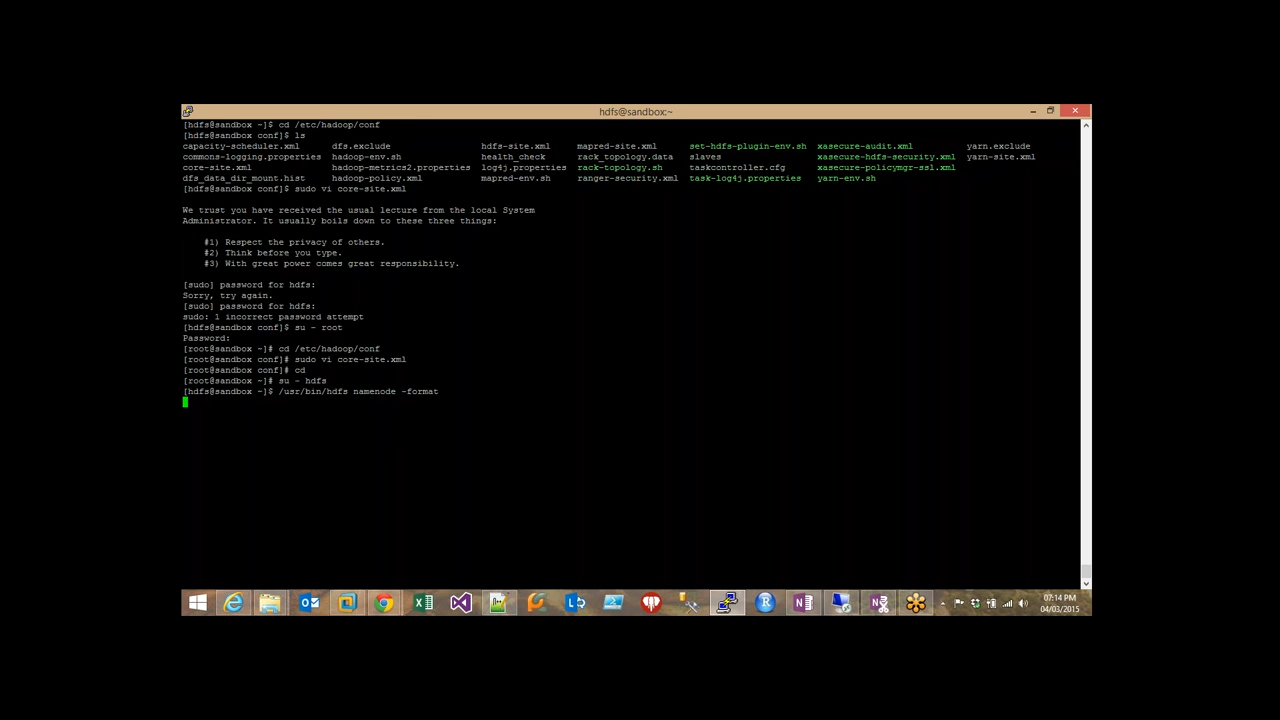 hdfs@sandbox:~
[hdfs@sandbox ~]$ cd /etc/hadoop/conf
[hdfs@sandbox conf]$ ls
capacity-scheduler.xml dfs.exclude hdfs-site.xml mapred-site.xml set-hdfs-plugin-env.sh xasecure-audit.xml yarn.exclude
commons-logging.properties hadoop-env.sh health_check rack_topology.data slaves xasecure-hdfs-security.xml yarn-site.xml
core-site.xml hadoop-metrics2.properties log4j.properties rack-topology.sh taskcontroller.cfg xasecure-policymgr-ssl.xml
dfs_data_dir_mount.hist hadoop-policy.xml mapred-env.sh ranger-security.xml task-log4j.properties yarn-env.sh
[hdfs@sandbox conf]$ sudo vi core-site.xml
We trust you have received the usual lecture from the local System
Administrator. It usually boils down to these three things:
#1) Respect the privacy of others.
#2) Think before you type.
#3) With great power comes great responsibility.
[sudo] password for hdfs:
Sorry, try again.
[sudo] password for hdfs:
sudo: 1 incorrect password attempt
[hdfs@sandbox conf]$ su - root
Password:
[root@sandbox ~]# cd /etc/hadoop/conf
[root@sandbox conf]# sudo vi core-site.xml
[root@sandbox conf]# cd
[root@sandbox ~]# su - hdfs
[hdfs@sandbox ~]$ /usr/bin/hdfs namenode -format
07:14 PM
04/03/2015